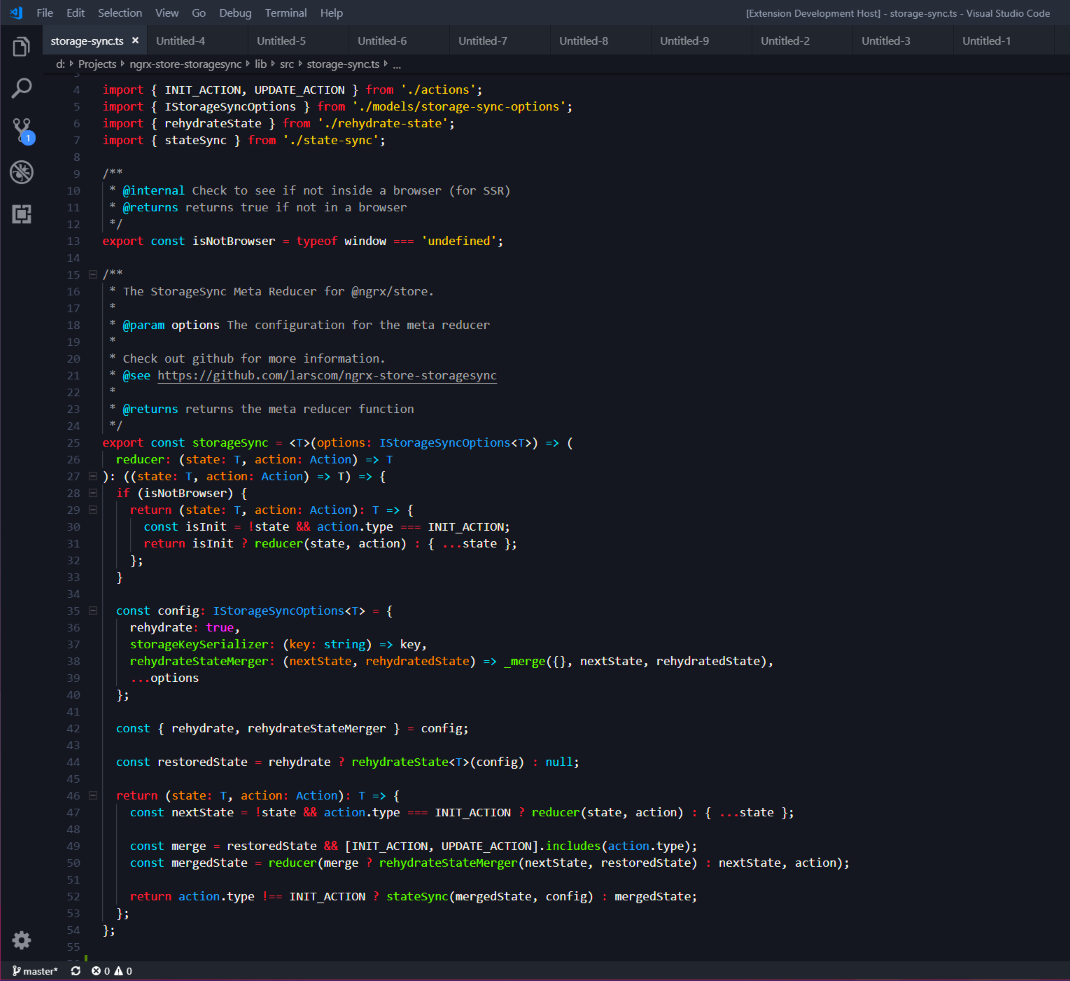 File Edit Selection View Go Debug Terminal Help [Extension Development Host] - storage-sync.ts - Visual Studio Code
storage-sync.ts × Untitled-4 Untitled-5 Untitled-6 Untitled-7 Untitled-8 Untitled-9 Untitled-2 Untitled-3 Untitled-1
d: › Projects › ngrx-store-storagesync › lib › src › storage-sync.ts › ...
4 import { INIT_ACTION, UPDATE_ACTION } from './actions';
5 import { IStorageSyncOptions } from './models/storage-sync-options';
6 import { rehydrateState } from './rehydrate-state';
7 import { stateSync } from './state-sync';
8
9 /**
10  * @internal Check to see if not inside a browser (for SSR)
11  * @returns returns true if not in a browser
12  */
13 export const isNotBrowser = typeof window === 'undefined';
14
15 /**
16  * The StorageSync Meta Reducer for @ngrx/store.
17  *
18  * @param options The configuration for the meta reducer
19  *
20  * Check out github for more information.
21  * @see https://github.com/larscom/ngrx-store-storagesync
22  *
23  * @returns returns the meta reducer function
24  */
25 export const storageSync = <T>(options: IStorageSyncOptions<T>) => (
26   reducer: (state: T, action: Action) => T
27 ): ((state: T, action: Action) => T) => {
28   if (isNotBrowser) {
29     return (state: T, action: Action): T => {
30       const isInit = !state && action.type === INIT_ACTION;
31       return isInit ? reducer(state, action) : { ...state };
32     };
33   }
34
35   const config: IStorageSyncOptions<T> = {
36     rehydrate: true,
37     storageKeySerializer: (key: string) => key,
38     rehydrateStateMerger: (nextState, rehydratedState) => _merge({}, nextState, rehydratedState),
39     ...options
40   };
41
42   const { rehydrate, rehydrateStateMerger } = config;
43
44   const restoredState = rehydrate ? rehydrateState<T>(config) : null;
45
46   return (state: T, action: Action): T => {
47     const nextState = !state && action.type === INIT_ACTION ? reducer(state, action) : { ...state };
48
49     const merge = restoredState && [INIT_ACTION, UPDATE_ACTION].includes(action.type);
50     const mergedState = reducer(merge ? rehydrateStateMerger(nextState, restoredState) : nextState, action);
51
52     return action.type !== INIT_ACTION ? stateSync(mergedState, config) : mergedState;
53   };
54 };
55
1
master* 0 0